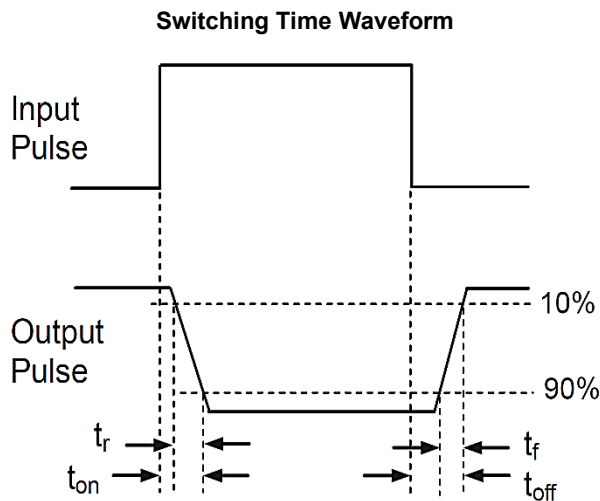 Switching Time Waveform
Input
Pulse
10%
Output
Pulse
90%
tr
tf
ton
toff